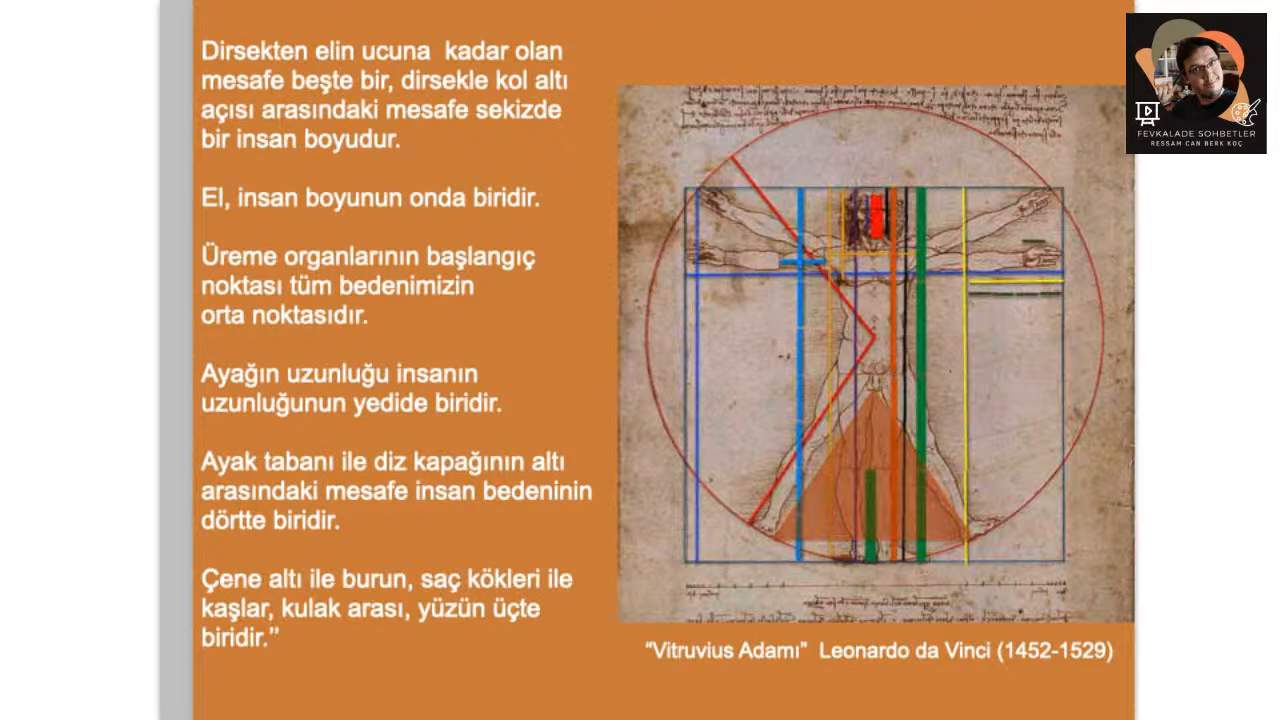 Dirsekten elin ucuna kadar olan
mesafe beşte bir, dirsekle kol altı
açısı arasındaki mesafe sekizde
bir insan boyudur.
El, insan boyunun onda biridir.
Üreme organlarının başlangıç
noktası tüm bedenimizin
orta noktasıdır.
Ayağın uzunluğu insanın
uzunluğunun yedide biridir.
Ayak tabanı ile diz kapağının altı
arasındaki mesafe insan bedeninin
dörtte biridir.
Çene altı ile burun, saç kökleri ile
kaşlar, kulak arası, yüzün üçte
biridir.”
“Vitruvius Adamı” Leonardo da Vinci (1452-1529)
FEVKALADE SOHBETLER
RESSAM CAN BERK KOÇ